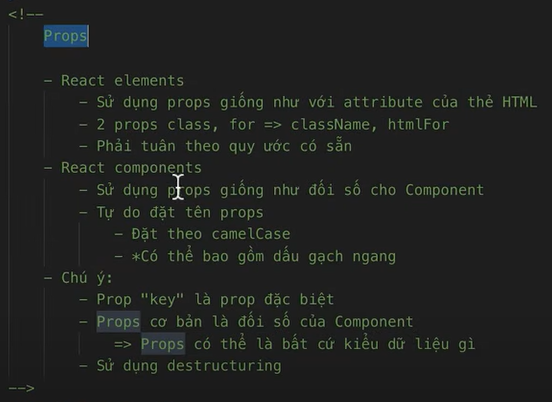 <!--
Props
- React elements
- Sử dụng props giống như với attribute của thẻ HTML
- 2 props class, for => className, htmlFor
- Phải tuân theo quy ước có sẵn
- React components
- Sử dụng props giống như đối số cho Component
- Tự do đặt tên props
- Đặt theo camelCase
- *Có thể bao gồm dấu gạch ngang
- Chú ý:
- Prop "key" là prop đặc biệt
- Props cơ bản là đối số của Component
=> Props có thể là bất cứ kiểu dữ liệu gì
- Sử dụng destructuring
-->